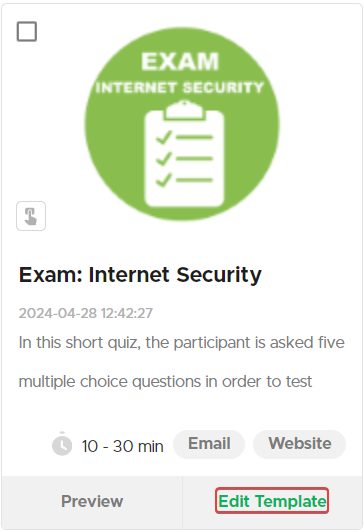 EXAM
INTERNET SECURITY
Exam: Internet Security
2024-04-28 12:42:27
In this short quiz, the participant is asked five
multiple choice questions in order to test
10 - 30 min Email Website
Preview Edit Template